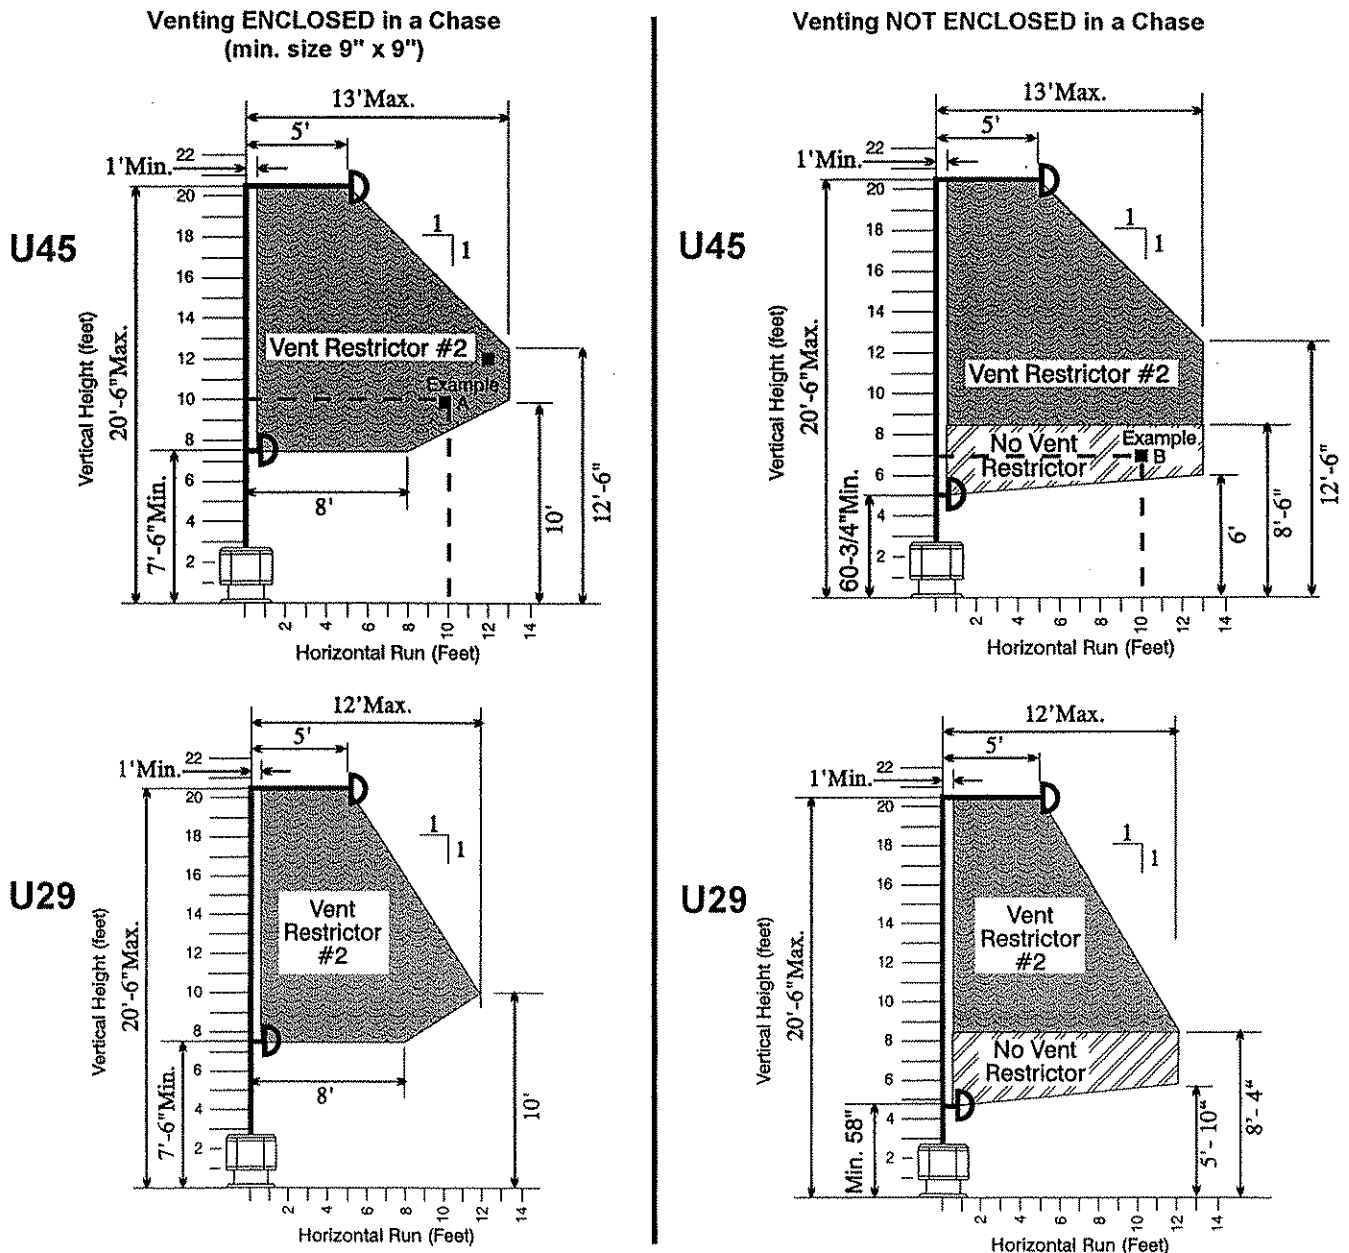 Venting ENCLOSED in a Chase
(min. size 9" x 9")
Venting NOT ENCLOSED in a Chase
U45
13'Max.
5'
1'Min.
22
20
18
16
14
12
10
8
6
4
2
Vertical Height (feet)
20'-6"Max.
7'-6"Min.
1
1
Vent Restrictor #2
Example
A
8'
10'
12'-6"
2
4
6
8
10
12
14
Horizontal Run (Feet)
U45
13'Max.
5'
1'Min.
22
20
18
16
14
12
10
8
6
4
2
Vertical Height (feet)
20'-6"Max.
60-3/4"Min.
1
1
Vent Restrictor #2
No Vent
Restrictor
Example
B
6'
8'-6"
12'-6"
2
4
6
8
10
12
14
Horizontal Run (Feet)
U29
12'Max.
5'
1'Min.
22
20
18
16
14
12
10
8
6
4
2
Vertical Height (feet)
20'-6"Max.
7'-6"Min.
1
1
Vent
Restrictor
#2
8'
10'
2
4
6
8
10
12
14
Horizontal Run (Feet)
U29
12'Max.
5'
1'Min.
22
20
18
16
14
12
10
8
6
4
2
Vertical Height (feet)
20'-6"Max.
Min. 58"
1
1
Vent
Restrictor
#2
No Vent
Restrictor
5'- 10"
8'- 4"
2
4
6
8
10
12
14
Horizontal Run (Feet)